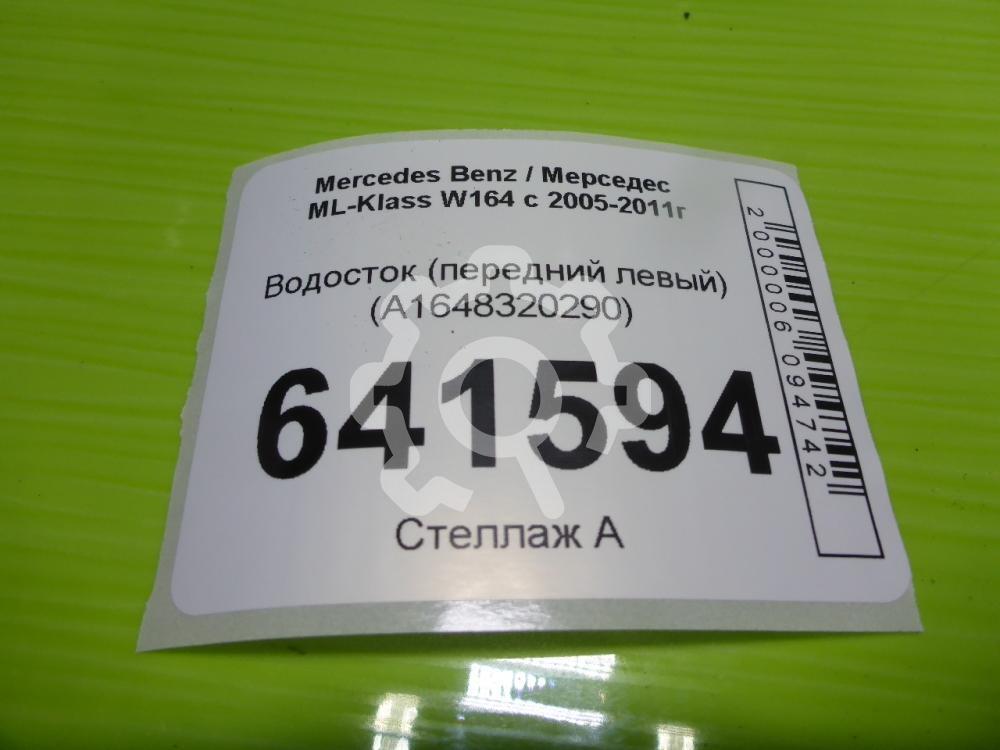 Mercedes Benz / Мерседес
ML-Klass W164 с 2005-2011г
Водосток (передний левый)
(A1648320290)
641594
Стеллаж А
2000006094742